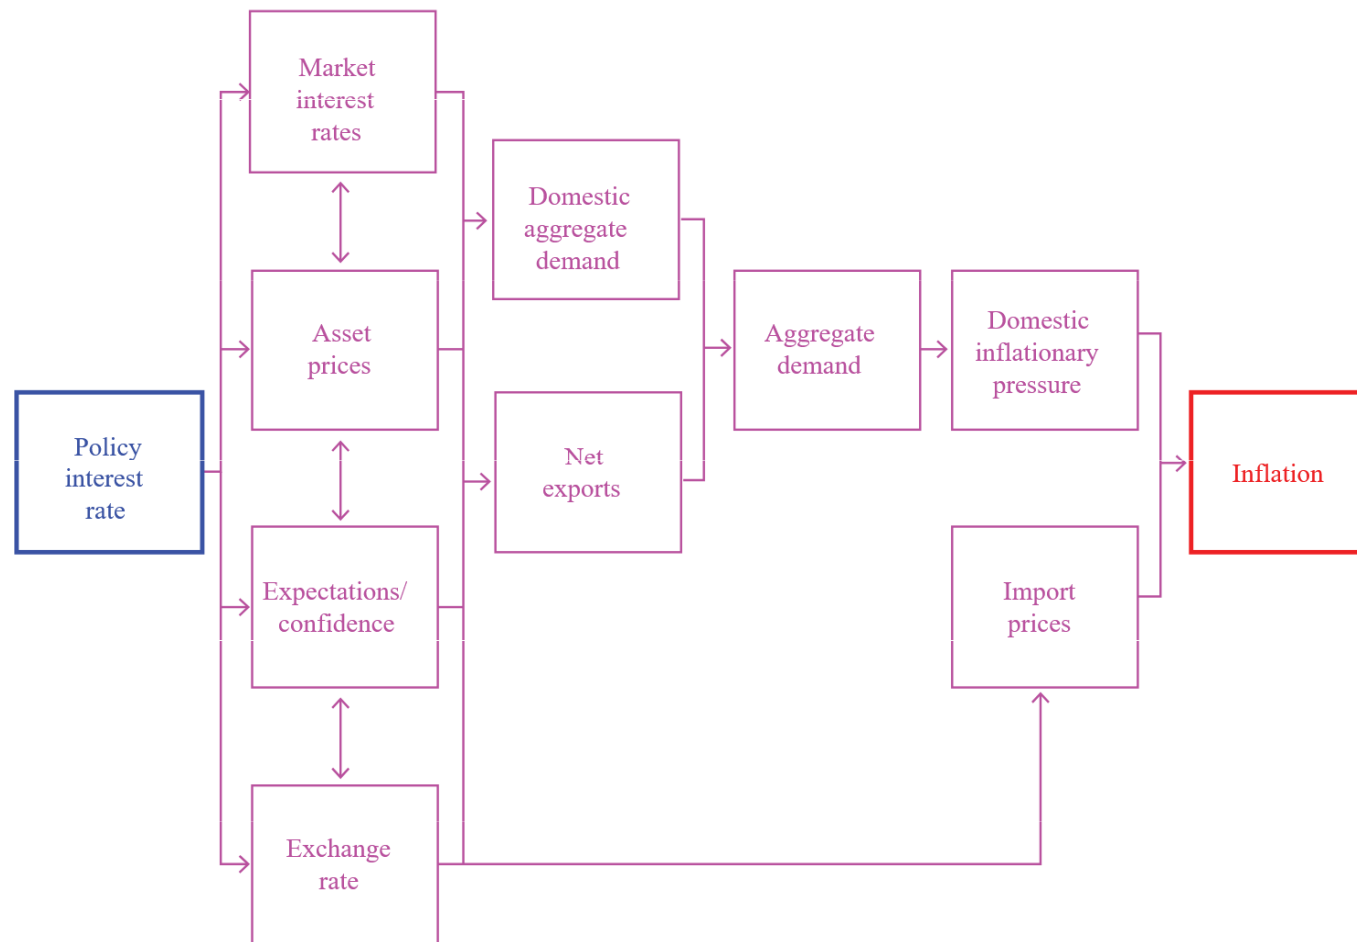 Market
interest
rates
Domestic
aggregate
demand
Asset
prices
Aggregate
demand
Domestic
inflationary
pressure
Policy
interest
rate
Net
exports
Inflation
Expectations/
confidence
Import
prices
Exchange
rate